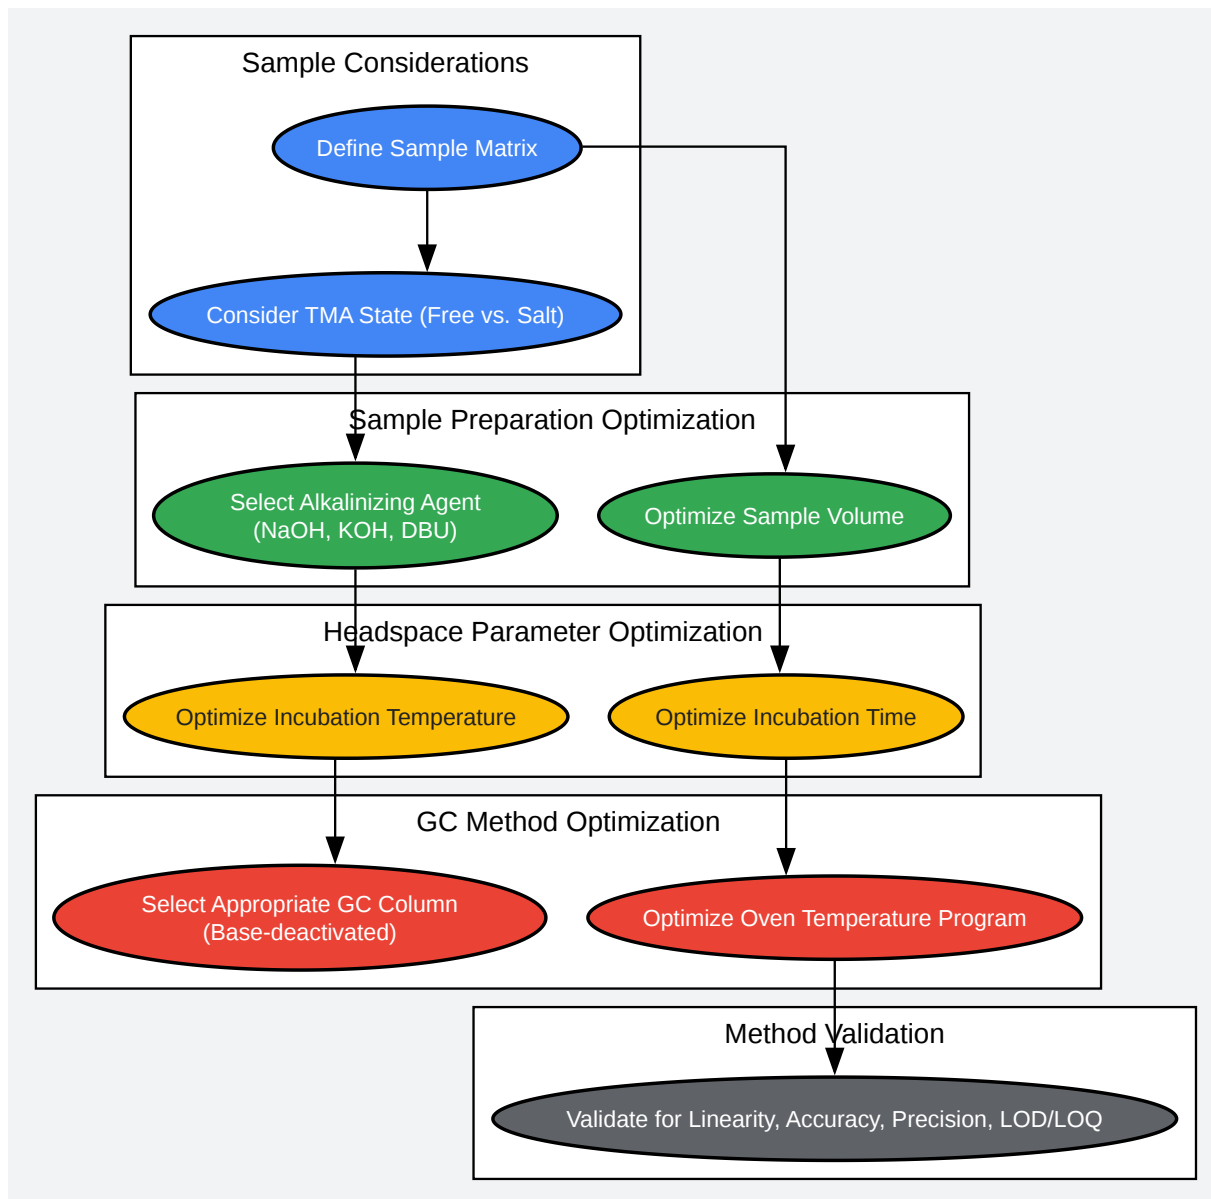 Sample Considerations
Define Sample Matrix
Consider TMA State (Free vs. Salt)
Sample Preparation Optimization
Select Alkalinizing Agent
(NaOH, KOH, DBU)
Optimize Sample Volume
Headspace Parameter Optimization
Optimize Incubation Temperature
Optimize Incubation Time
GC Method Optimization
Select Appropriate GC Column
(Base-deactivated)
Optimize Oven Temperature Program
Method Validation
Validate for Linearity, Accuracy, Precision, LOD/LOQ